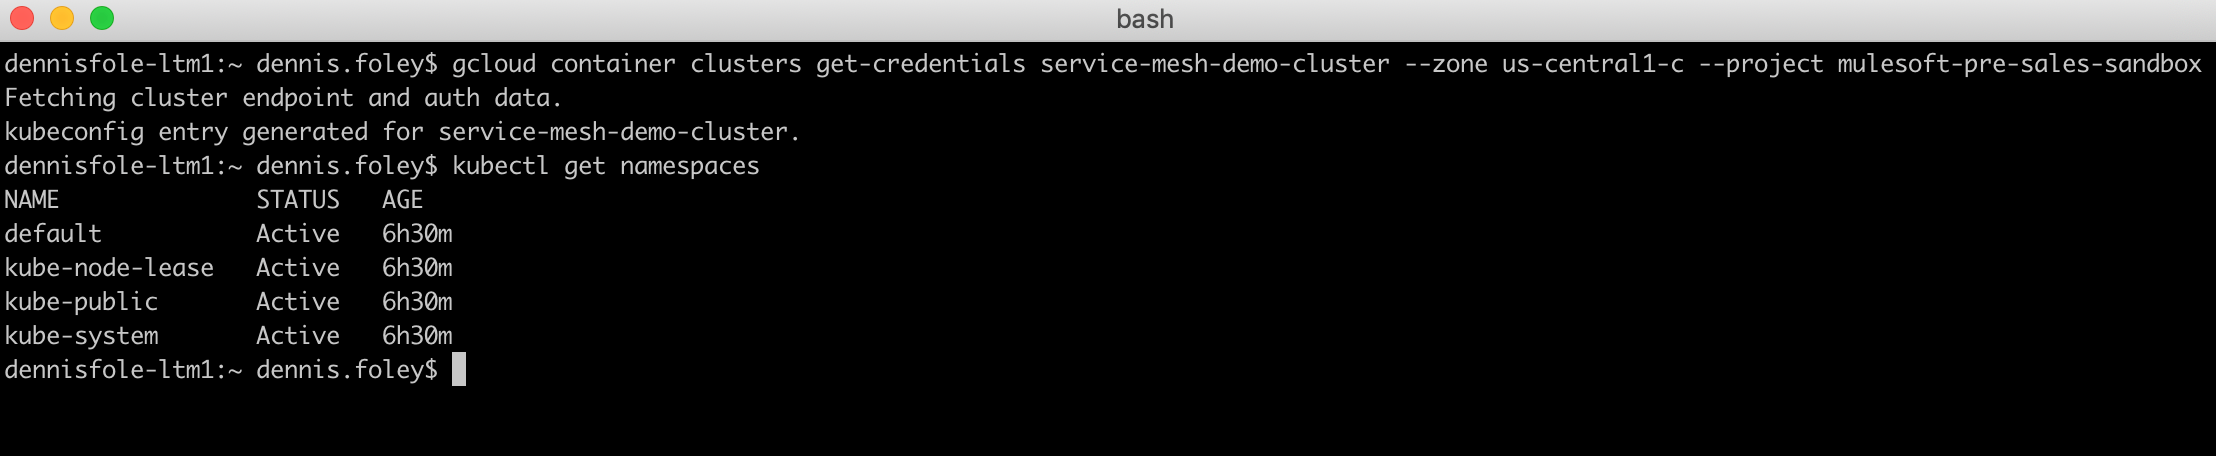 bash
dennisfole-ltm1:~ dennis.foley$ gcloud container clusters get-credentials service-mesh-demo-cluster --zone us-central1-c --project mulesoft-pre-sales-sandbox
Fetching cluster endpoint and auth data.
kubeconfig entry generated for service-mesh-demo-cluster.
dennisfole-ltm1:~ dennis.foley$ kubectl get namespaces
NAME              STATUS   AGE
default           Active   6h30m
kube-node-lease   Active   6h30m
kube-public       Active   6h30m
kube-system       Active   6h30m
dennisfole-ltm1:~ dennis.foley$